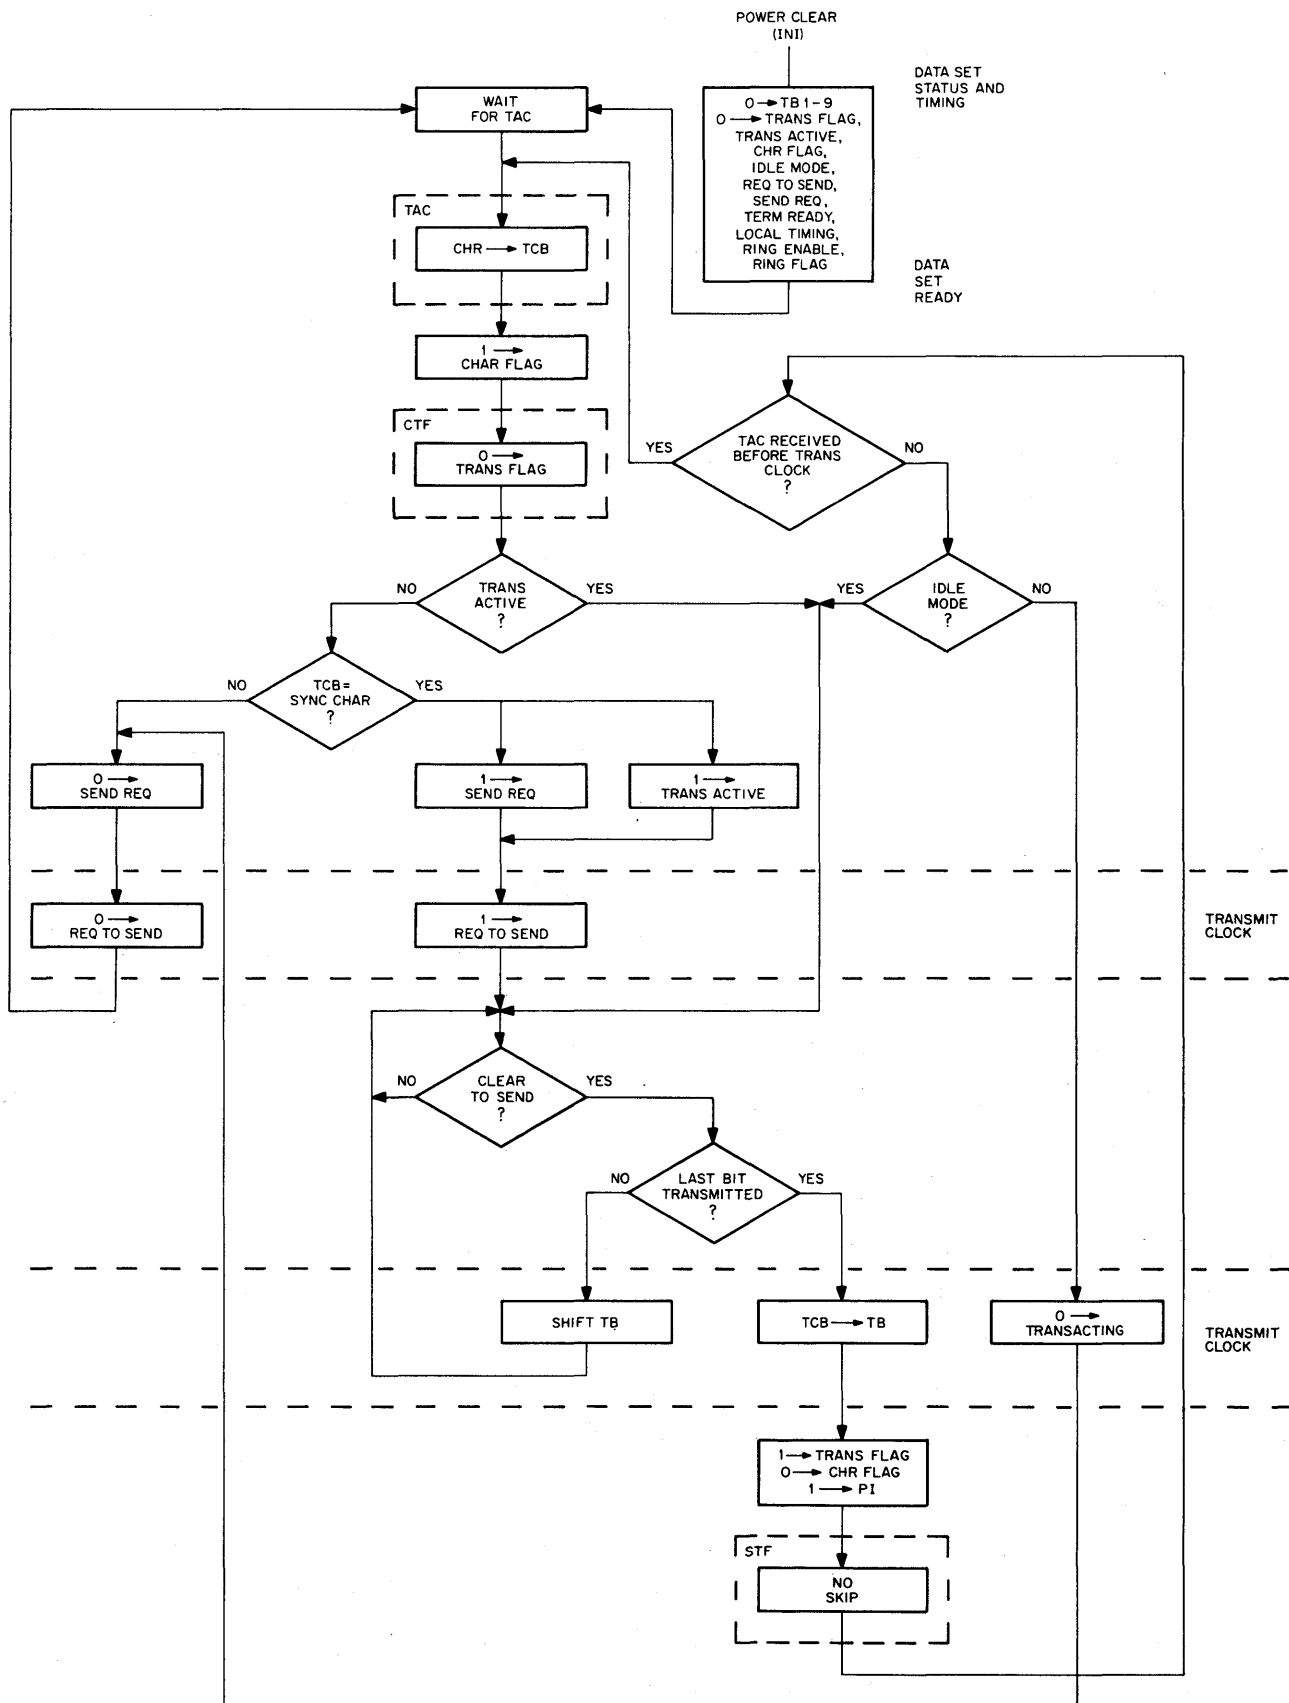 POWER CLEAR
(INI)
DATA SET
STATUS AND
TIMING
WAIT
FOR TAC
0 → TB 1-9
0 → TRANS FLAG,
TRANS ACTIVE,
CHR FLAG,
IDLE MODE,
REQ TO SEND,
SEND REQ,
TERM READY,
LOCAL TIMING,
RING ENABLE,
RING FLAG
DATA
SET
READY
TAC
CHR → TCB
1 →
CHAR FLAG
CTF
0 →
TRANS FLAG
YES
TAC RECEIVED
BEFORE TRANS
CLOCK
?
NO
NO
TRANS
ACTIVE
?
YES
YES
IDLE
MODE
?
NO
NO
TCB=
SYNC CHAR
?
YES
0 →
SEND REQ
1 →
SEND REQ
1 →
TRANS ACTIVE
0 →
REQ TO SEND
1 →
REQ TO SEND
TRANSMIT
CLOCK
NO
CLEAR
TO SEND
?
YES
NO
LAST BIT
TRANSMITTED
?
YES
SHIFT TB
TCB → TB
0 →
TRANSACTING
TRANSMIT
CLOCK
1 → TRANS FLAG
0 → CHR FLAG
1 → PI
STF
NO
SKIP